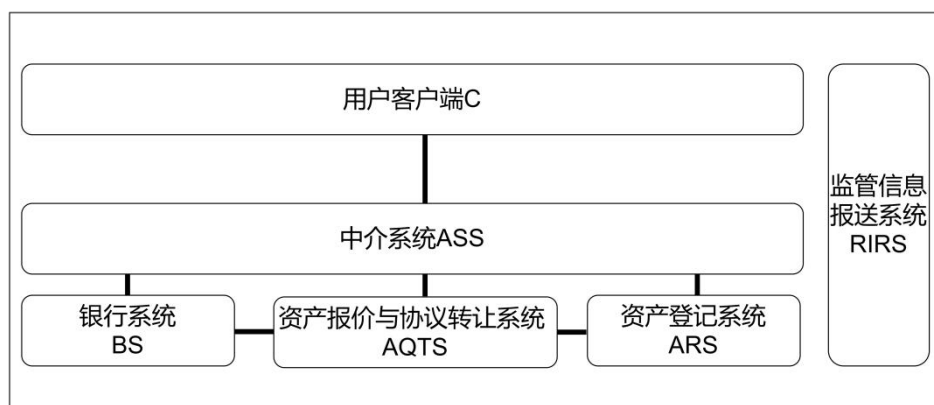 用户客户端C
中介系统ASS
银行系统
BS
资产报价与协议转让系统
AQTS
资产登记系统
ARS
监管信息
报送系统
RIRS